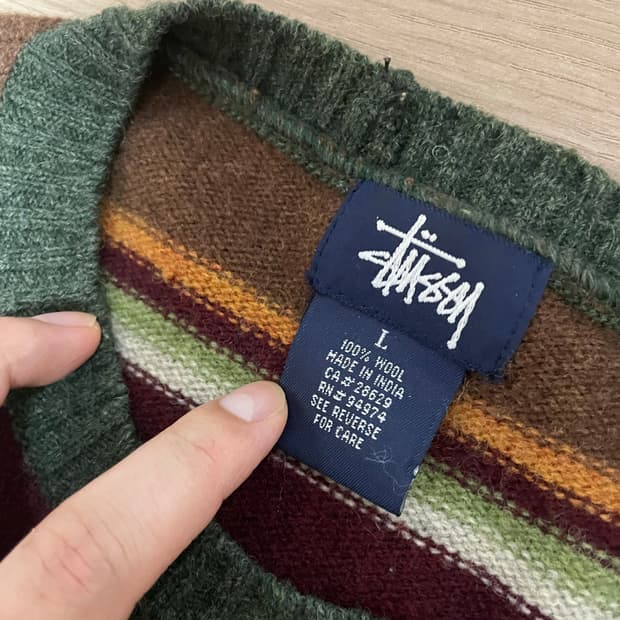 Stüssy
L
100% WOOL
MADE IN INDIA
CA# 28629
RN# 94974
SEE REVERSE
FOR CARE